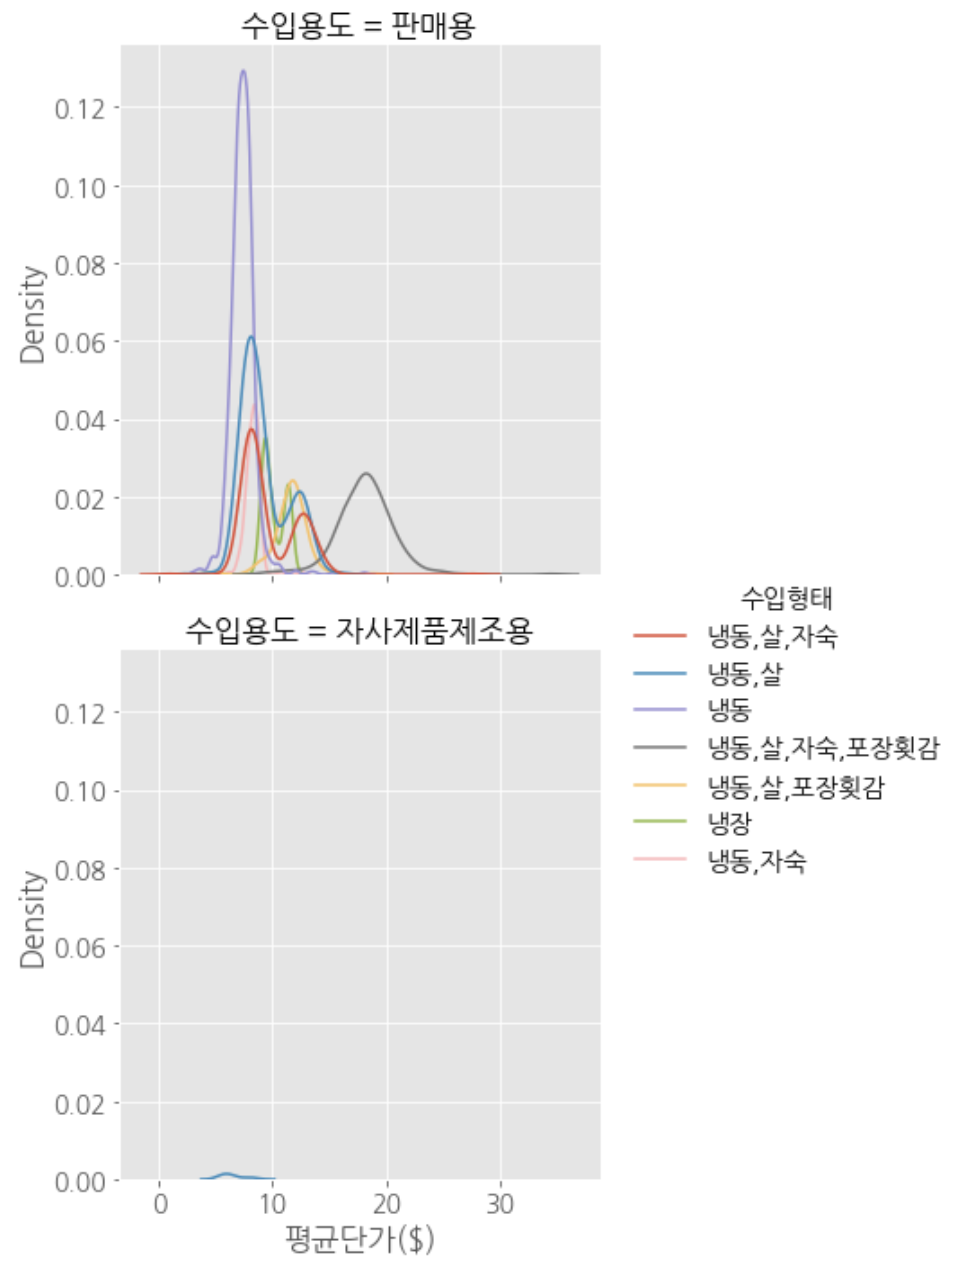 수입용도 = 판매용
0.12
0.10
0.08
0.06
0.04
0.02
0.00
Density
수입용도 = 자사제품제조용
0.12
0.10
0.08
0.06
0.04
0.02
0.00
Density
0 10 20 30
평균단가($)
수입형태
냉동,살,자숙
냉동,살
냉동
냉동,살,자숙,포장횟감
냉동,살,포장횟감
냉장
냉동,자숙